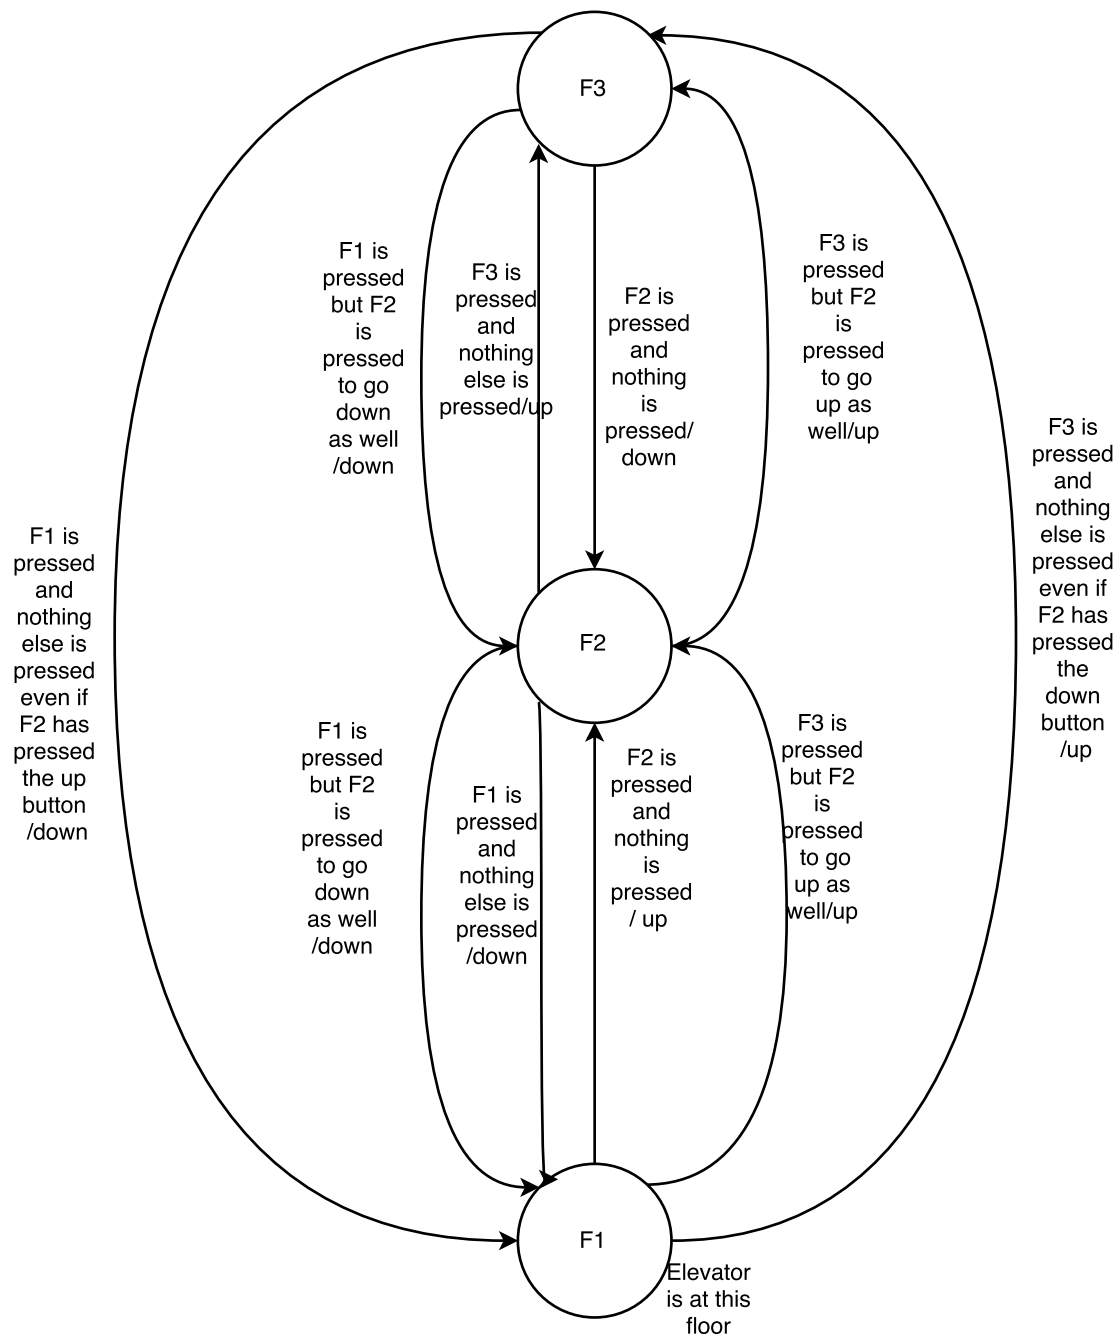 F3
F1 is
pressed
but F2
is
pressed
to go
down
as well
/down
F3 is
pressed
and
nothing
else is
pressed/up
F2 is
pressed
and
nothing
is
pressed/
down
F3 is
pressed
but F2
is
pressed
to go
up as
well/up
F3 is
pressed
and
nothing
else is
pressed
even if
F2 has
pressed
the
down
button
/up
F1 is
pressed
and
nothing
else is
pressed
even if
F2 has
pressed
the up
button
/down
F2
F1 is
pressed
but F2
is
pressed
to go
down
as well
/down
F1 is
pressed
and
nothing
else is
pressed
/down
F2 is
pressed
and
nothing
is
pressed
/ up
F3 is
pressed
but F2
is
pressed
to go
up as
well/up
F1
Elevator
is at this
floor